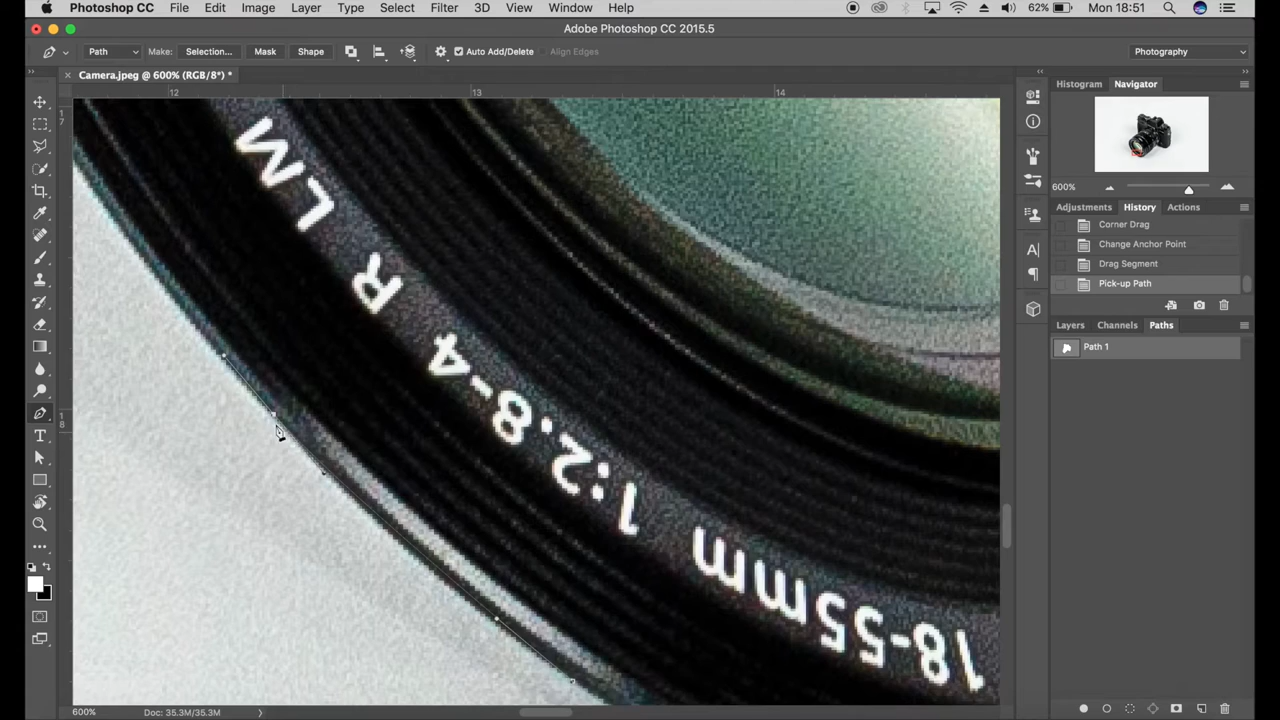 Photoshop CC File Edit Image Layer Type Select Filter 3D View Window Help 62% Mon 18:51
Adobe Photoshop CC 2015.5
Path Make: Selection... Mask Shape Auto Add/Delete Align Edges Photography
Camera.jpeg @ 600% (RGB/8*) *
Histogram Navigator
12 13 14
17
600%
Adjustments History Actions
Corner Drag
Change Anchor Point
Drag Segment
Pick-up Path
Layers Channels Paths
Path 1
18
18-55mm 1:2.8-4 R LM
600% Doc: 35.3M/35.3M